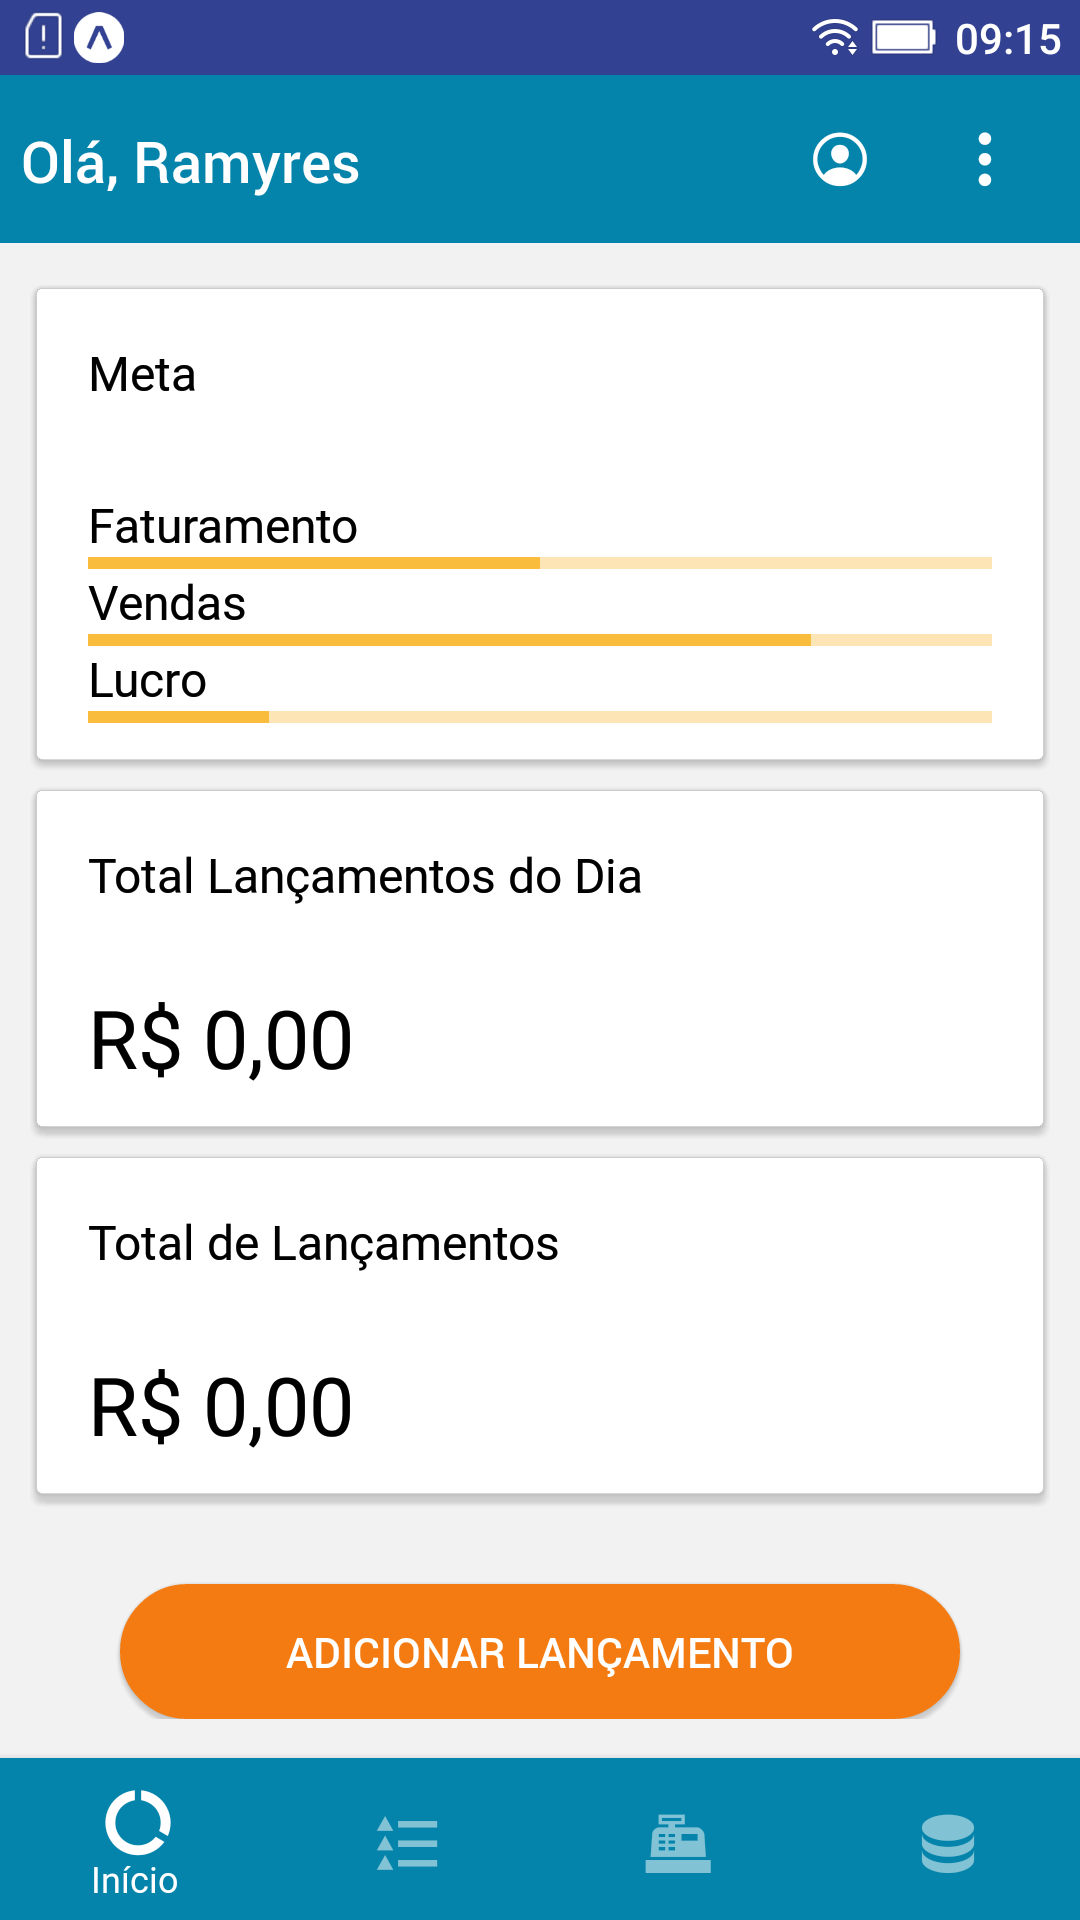 09:15
Olá, Ramyres
Meta
Faturamento
Vendas
Lucro
Total Lançamentos do Dia
R$ 0,00
Total de Lançamentos
R$ 0,00
ADICIONAR LANÇAMENTO
Início